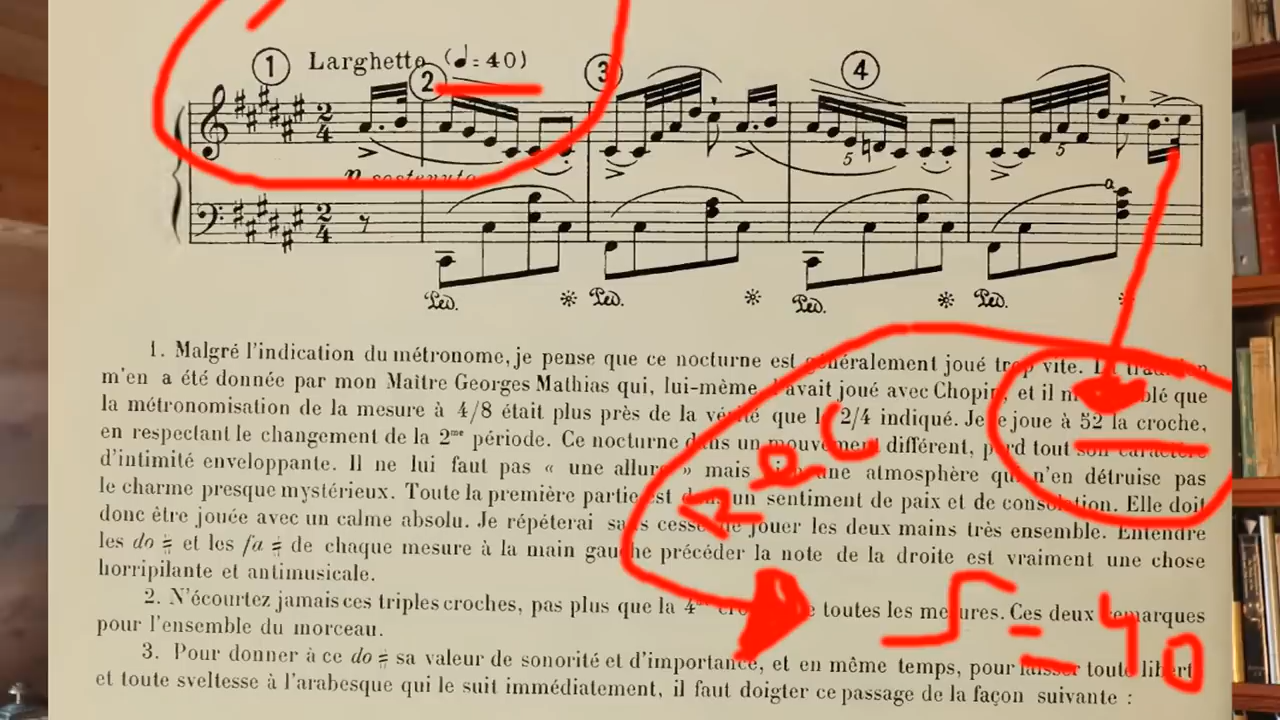 ① Larghetto (♩=40)
② ③ ④
2/4
p sostenuto
5
5
a
2/4
Ped. * Ped. * Ped. * Ped. *
1. Malgré l'indication du métronome, je pense que ce nocturne est généralement joué trop vite. La tradition
m'en a été donnée par mon Maître Georges Mathias qui, lui-même, l'avait joué avec Chopin, et il que
la métronomisation de la mesure à 4/8 était plus près de la vérité que le 2/4 indiqué. Je le joue à 52 la croche,
en respectant le changement de la 2me période. Ce nocturne dans un mouvement différent, perd tout son caractère
d'intimité enveloppante. Il ne lui faut pas « une allure » mais une atmosphère qui n'en détruise pas
le charme presque mystérieux. Toute la première partie est dans un sentiment de paix et de consolation. Elle doit
donc être jouée avec un calme absolu. Je répéterai sans cesse de jouer les deux mains très ensemble. Entendre
les do # et les fa # de chaque mesure à la main gauche précéder la note de la droite est vraiment une chose
horripilante et antimusicale.
2. N'écourtez jamais ces triples croches, pas plus que la 4me toutes les mesures. Ces deux remarques
pour l'ensemble du morceau.
3. Pour donner à ce do # sa valeur de sonorité et d'importance, et en même temps, pour laisser toute liberté
et toute sveltesse à l'arabesque qui le suit immédiatement, il faut doigter ce passage de la façon suivante :
Rec
= 40